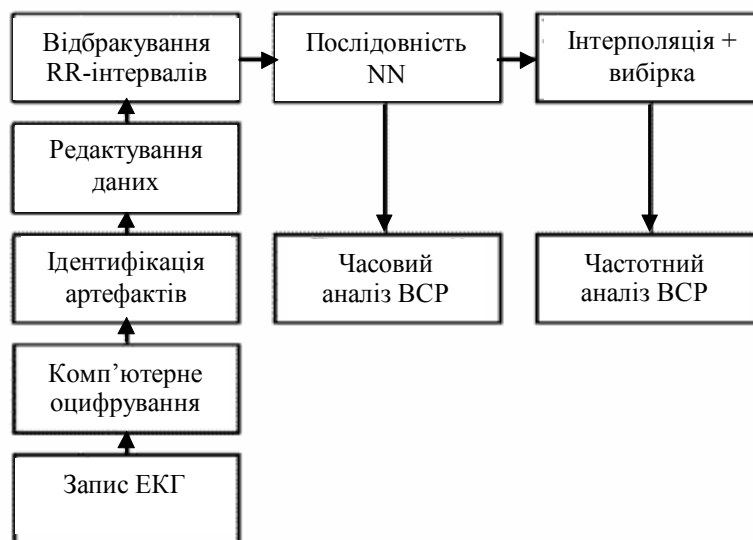 Відбракування
RR-інтервалів
Послідовність
NN
Інтерполяція +
вибірка
Редактування
даних
Ідентифікація
артефактів
Часовий
аналіз ВСР
Частотний
аналіз ВСР
Комп’ютерне
оцифрування
Запис ЕКГ